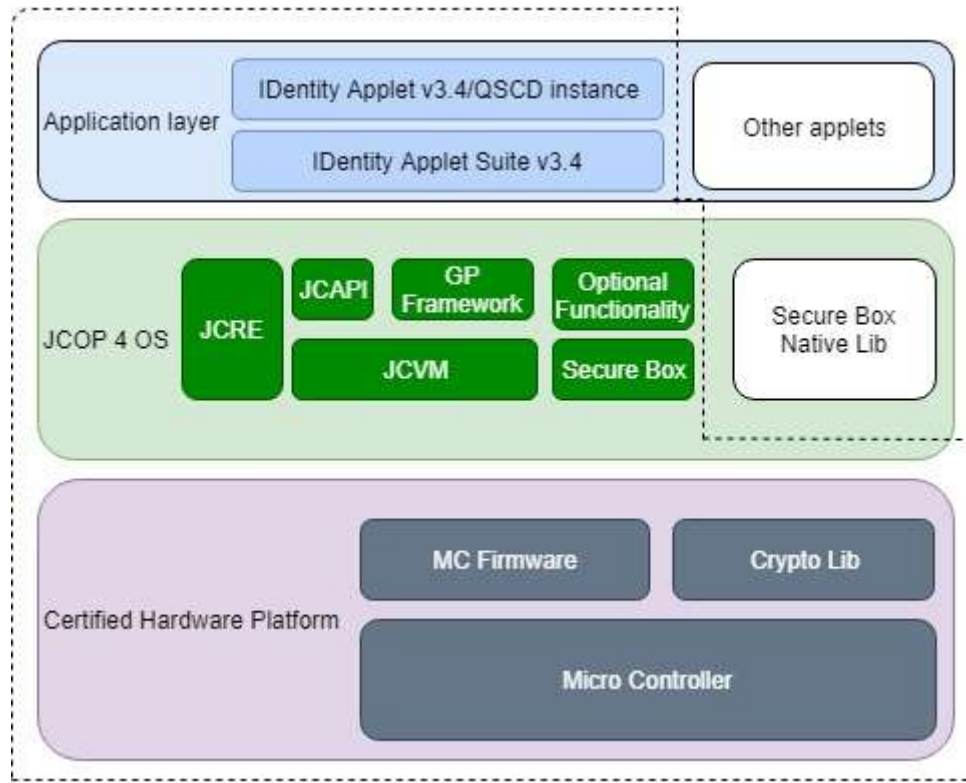 IDentity Applet v3.4/QSCD instance
Application layer
IDentity Applet Suite v3.4
Other applets
JCOP 4 OS
JCRE
JCAPI
GP
Framework
Optional
Functionality
JCVM
Secure Box
Secure Box
Native Lib
Certified Hardware Platform
MC Firmware
Crypto Lib
Micro Controller